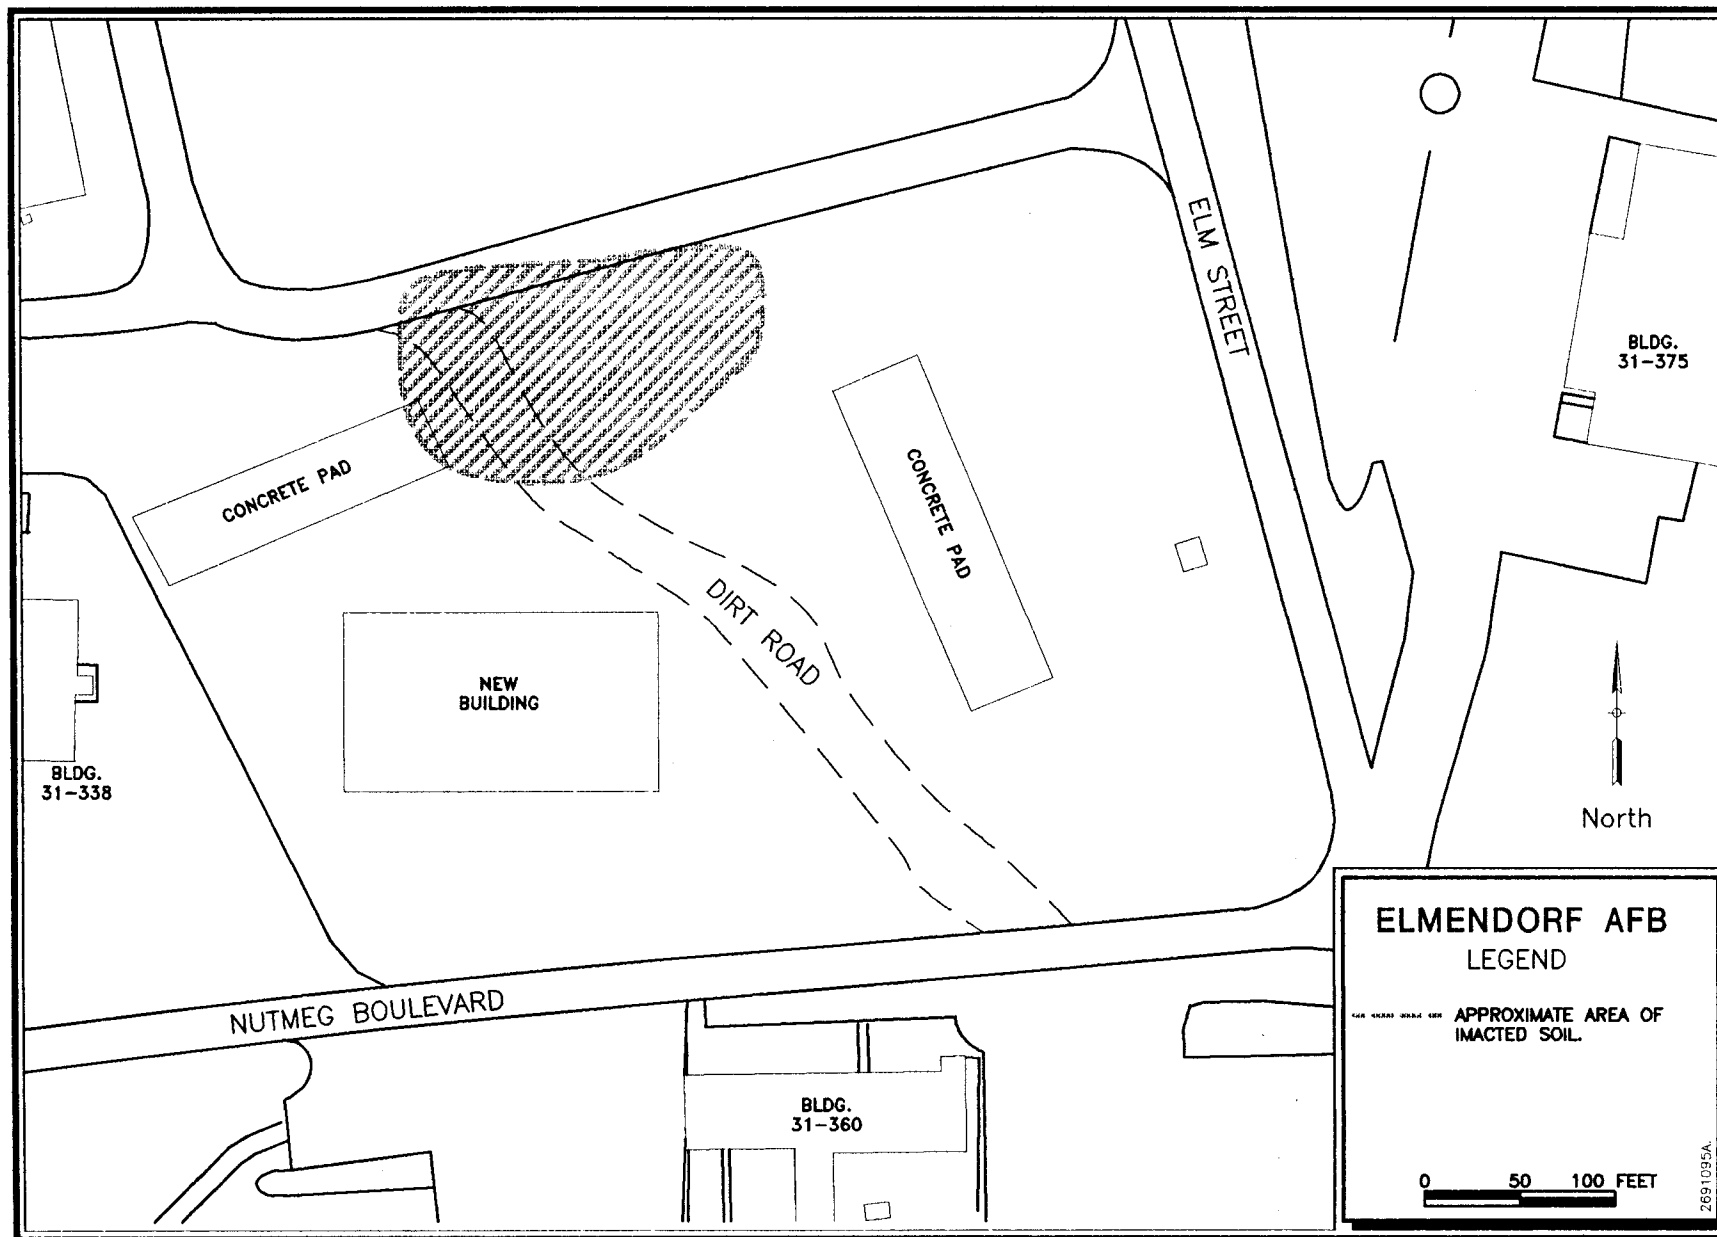 ELM STREET
BLDG.
31-375
CONCRETE PAD
CONCRETE PAD
DIRT ROAD
NEW
BUILDING
BLDG.
31-338
North
NUTMEG BOULEVARD
BLDG.
31-360
ELMENDORF AFB
LEGEND
APPROXIMATE AREA OF
IMACTED SOIL.
0 50 100 FEET
2691095A.